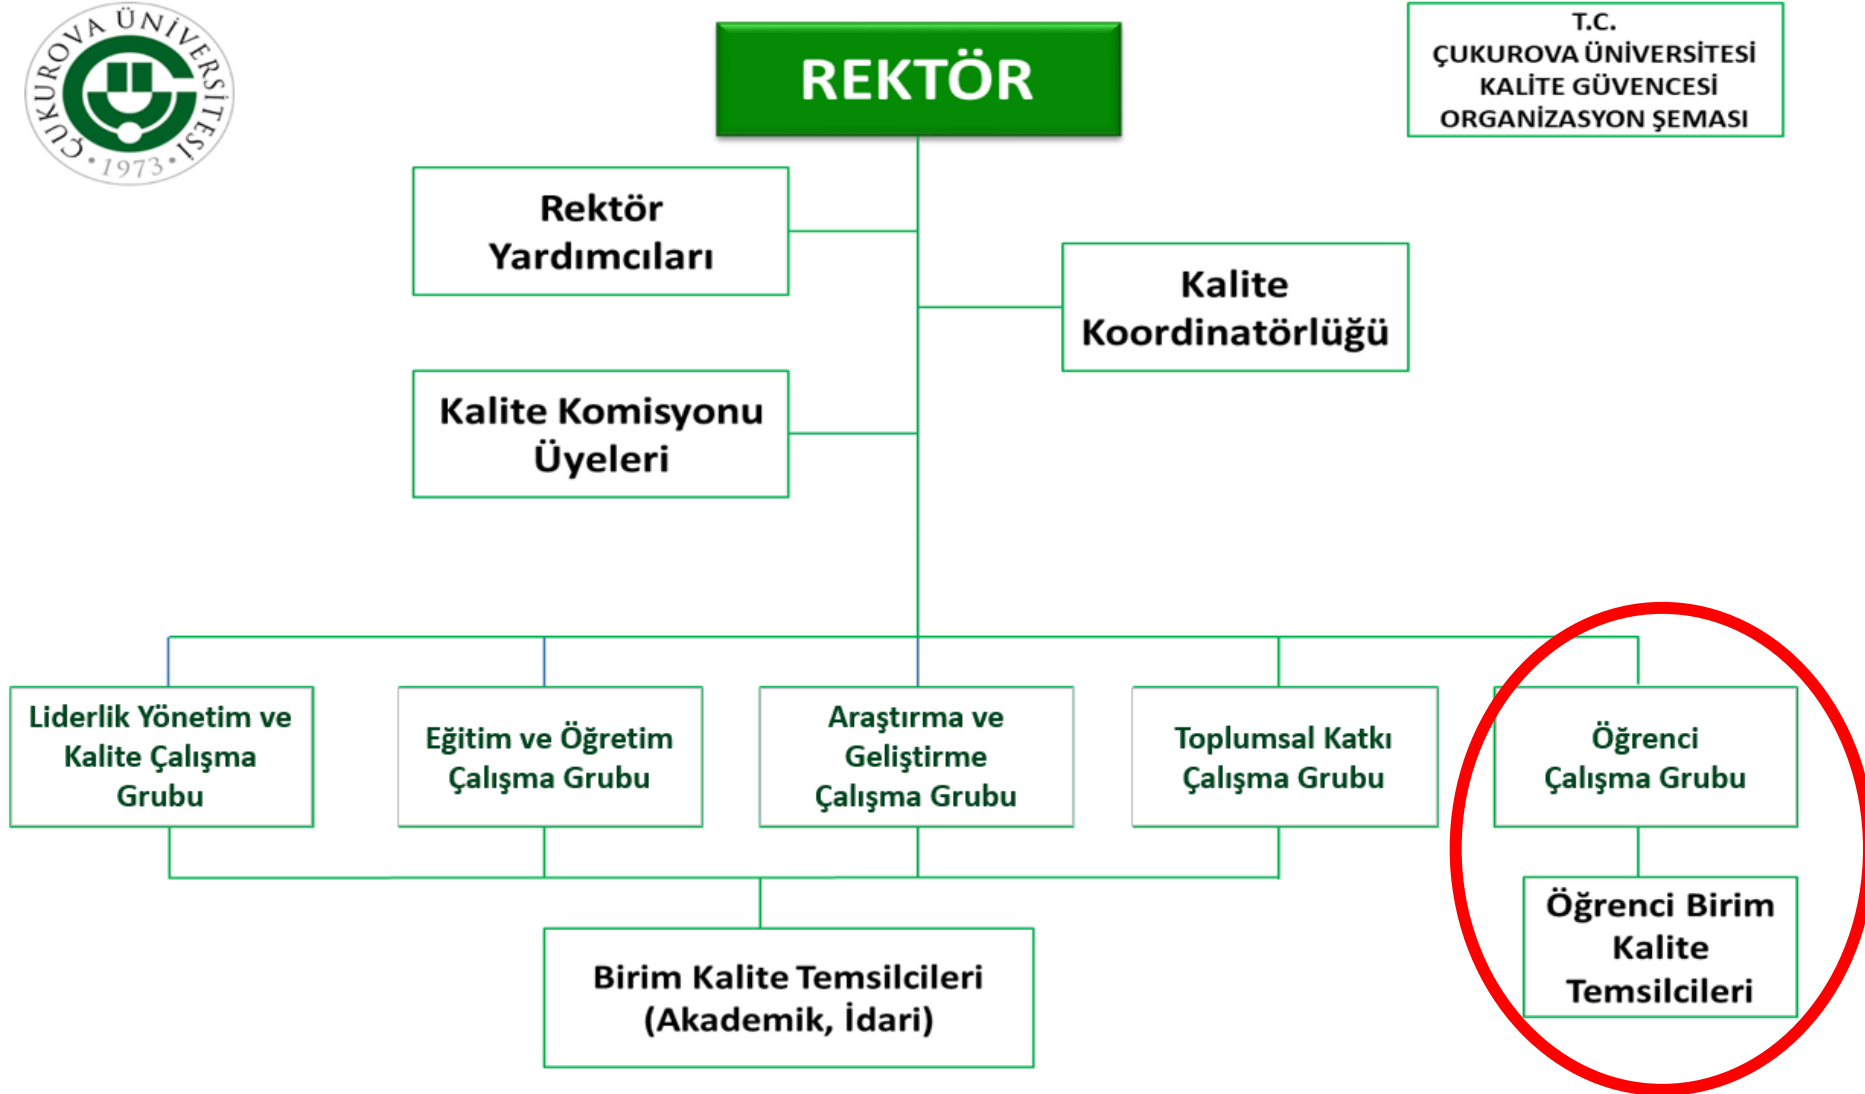 ÇUKUROVA ÜNİVERSİTESİ
• 1973 •
REKTÖR
T.C.
ÇUKUROVA ÜNİVERSİTESİ
KALİTE GÜVENCESİ
ORGANİZASYON ŞEMASI
Rektör
Yardımcıları
Kalite
Koordinatörlüğü
Kalite Komisyonu
Üyeleri
Liderlik Yönetim ve
Kalite Çalışma
Grubu
Eğitim ve Öğretim
Çalışma Grubu
Araştırma ve
Geliştirme
Çalışma Grubu
Toplumsal Katkı
Çalışma Grubu
Öğrenci
Çalışma Grubu
Birim Kalite Temsilcileri
(Akademik, İdari)
Öğrenci Birim
Kalite
Temsilcileri